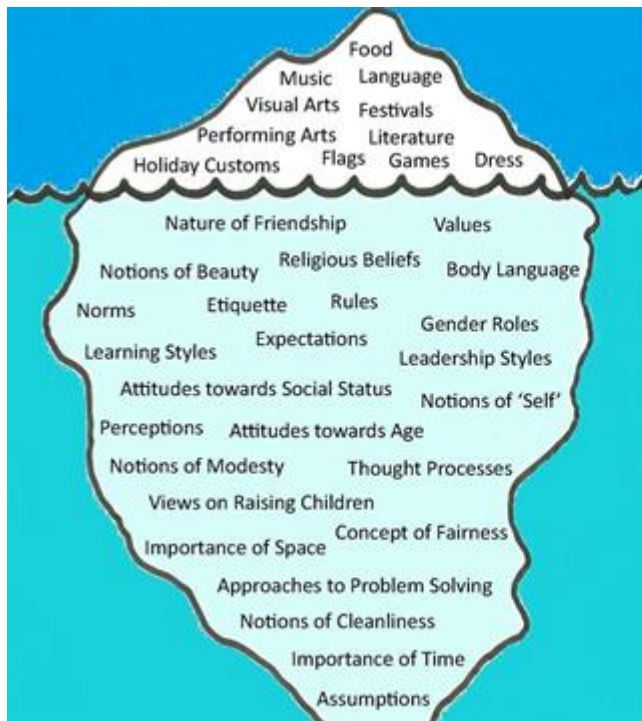 Food
Music Language
Visual Arts Festivals
Performing Arts Literature
Holiday Customs Flags Games Dress
Nature of Friendship Values
Notions of Beauty Religious Beliefs Body Language
Norms Etiquette Rules
Expectations Gender Roles
Learning Styles Leadership Styles
Attitudes towards Social Status Notions of ‘Self’
Perceptions Attitudes towards Age
Notions of Modesty Thought Processes
Views on Raising Children
Importance of Space Concept of Fairness
Approaches to Problem Solving
Notions of Cleanliness
Importance of Time
Assumptions